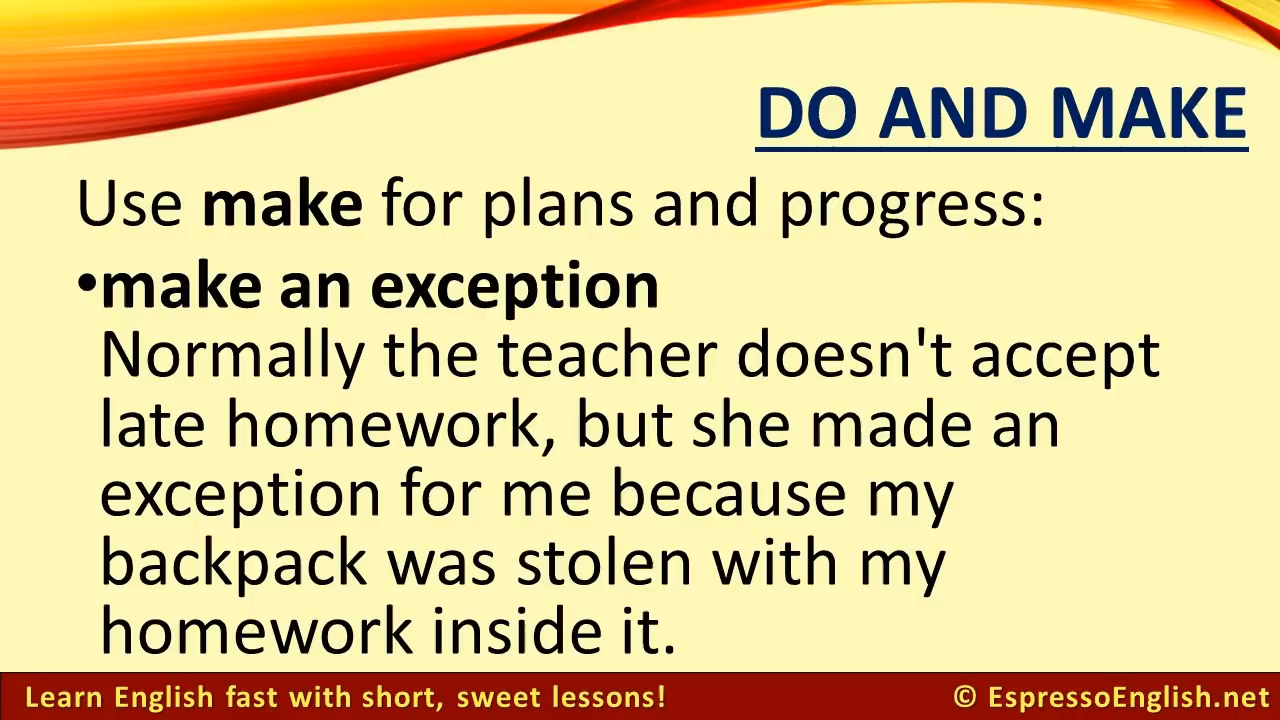 DO AND MAKE
Use make for plans and progress:
•make an exception
Normally the teacher doesn't accept
late homework, but she made an
exception for me because my
backpack was stolen with my
homework inside it.
Learn English fast with short, sweet lessons!
© EspressoEnglish.net